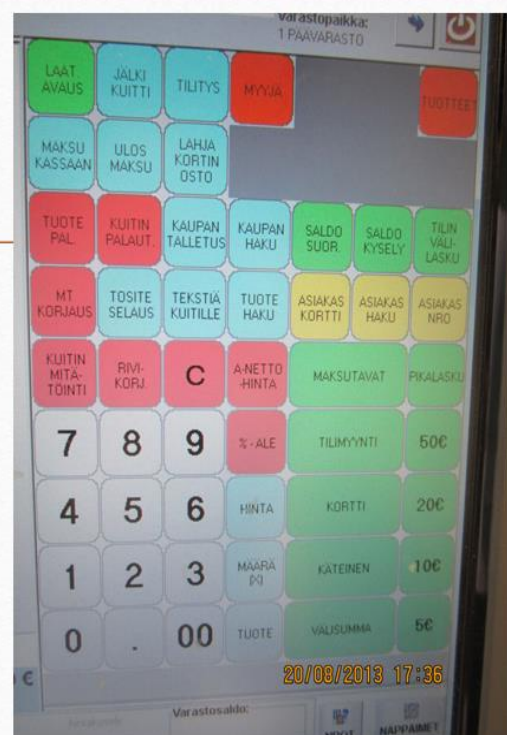 Varastopaikka:
1 PÄÄVARASTO
LAAT. AVAUS
JÄLKI KUITTI
TILITYS
MYYJÄ
TUOTTEET
MAKSU KASSAAN
ULOS MAKSU
LAHJA KORTIN OSTO
TUOTE PAL.
KUITIN PALAUT.
KAUPAN TALLETUS
KAUPAN HAKU
SALDO SUOR.
SALDO KYSELY
TILIN VÄLI-LASKU
MT KORJAUS
TOSITE SELAUS
TEKSTIÄ KUITILLE
TUOTE HAKU
ASIAKAS KORTTI
ASIAKAS HAKU
ASIAKAS NRO
KUITIN MITÄ-TÖINTI
RIVI-KORJ.
C
A-NETTO -HINTA
MAKSUTAVAT
PIKALASKU
7
8
9
%-ALE
TILIMYYNTI
50€
4
5
6
HINTA
KORTTI
20€
1
2
3
MÄÄRÄ [X]
KÄTEINEN
10€
0
.
00
TUOTE
VÄLISUMMA
5€
20/08/2013 17:36
€
Varastosaldo:
NÄPPÄIMET